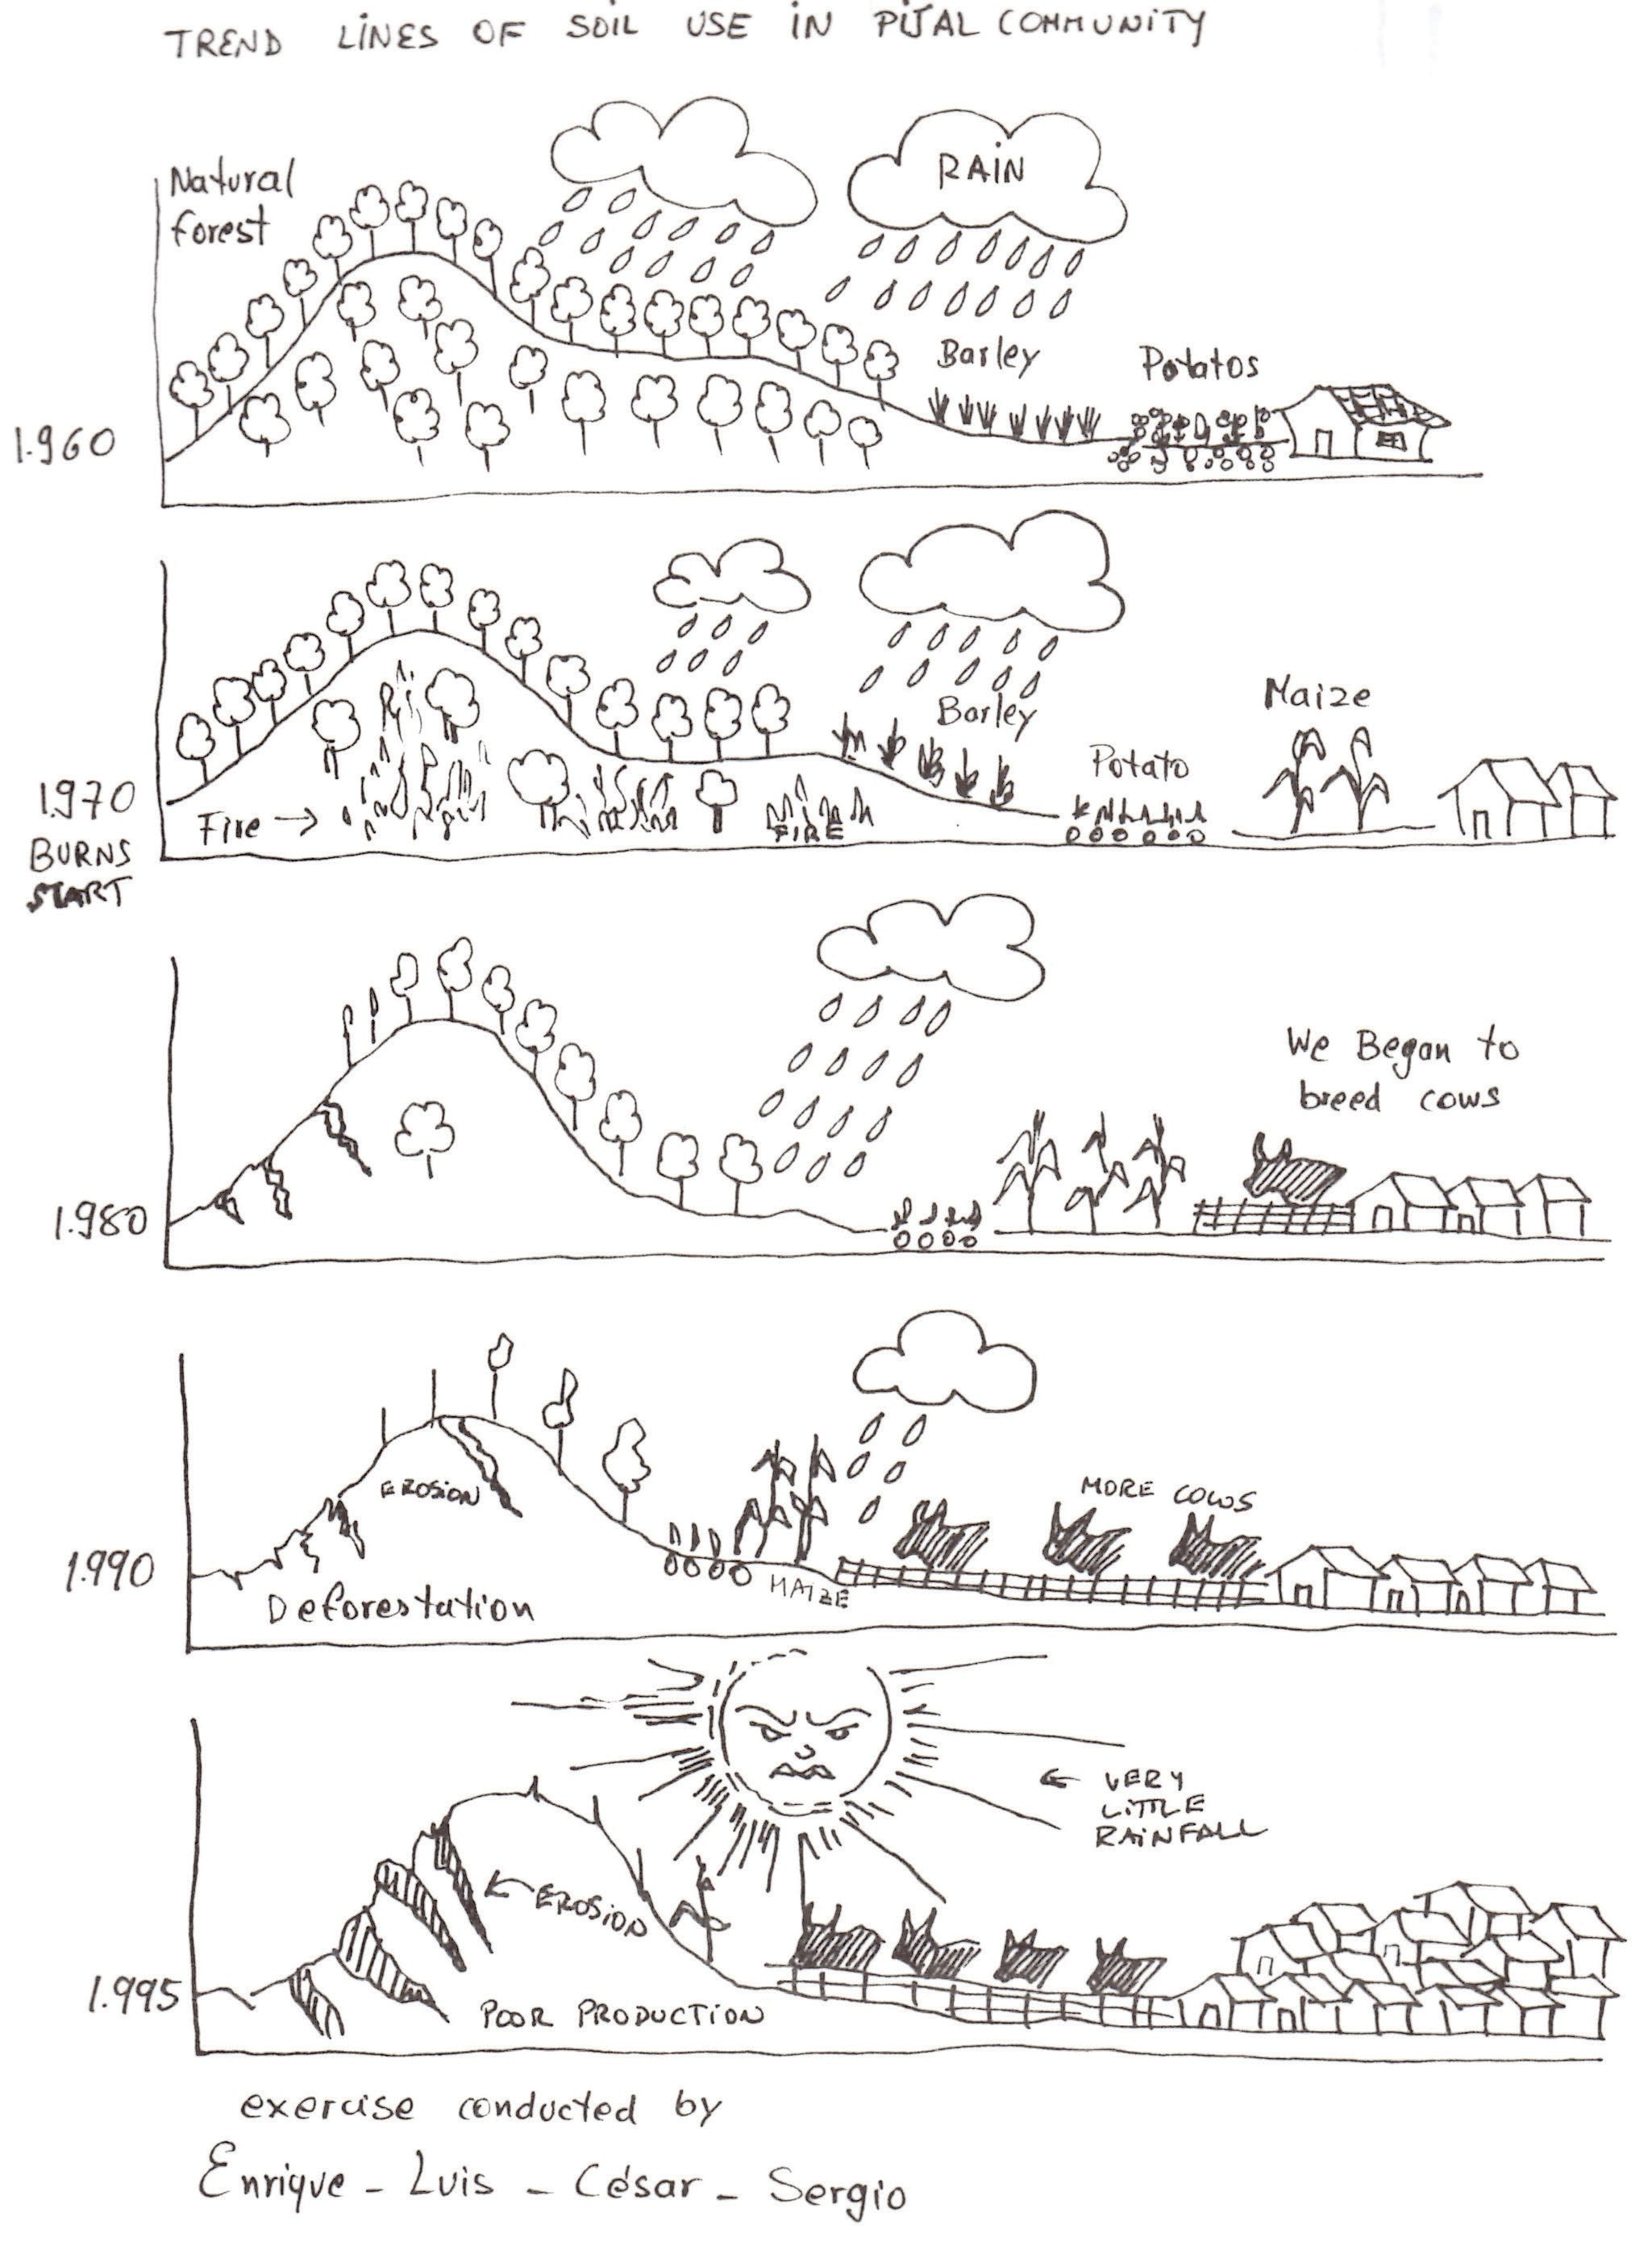 TREND LINES OF SOIL USE IN PIJAL COMMUNITY
Natural
forest
RAIN
Barley
Potatos
1.960
Maize
Barley
Potato
1.970
BURNS
START
Fire →
FIRE
We Began to
breed cows
1.980
EROSION
MORE COWS
1.990
MAIZE
Deforestation
← VERY
LITTLE
RAINFALL
← EROSION
1.995
POOR PRODUCTION
exercise conducted by
Enrique - Luis - César - Sergio